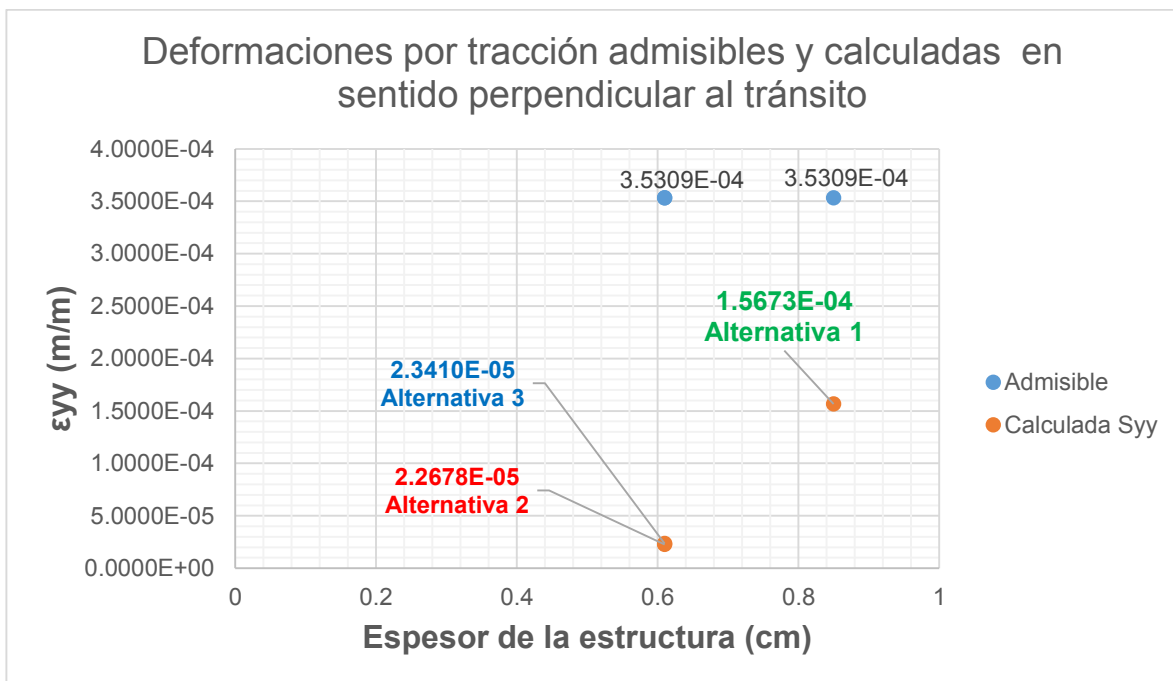 Deformaciones por tracción admisibles y calculadas  en
sentido perpendicular al tránsito
εyy (m/m)
4.0000E-04
3.5000E-04
3.0000E-04
2.5000E-04
2.0000E-04
1.5000E-04
1.0000E-04
5.0000E-05
0.0000E+00
3.5309E-04
3.5309E-04
1.5673E-04
Alternativa 1
2.3410E-05
Alternativa 3
2.2678E-05
Alternativa 2
0
0.2
0.4
0.6
0.8
1
Espesor de la estructura (cm)
Admisible
Calculada Syy